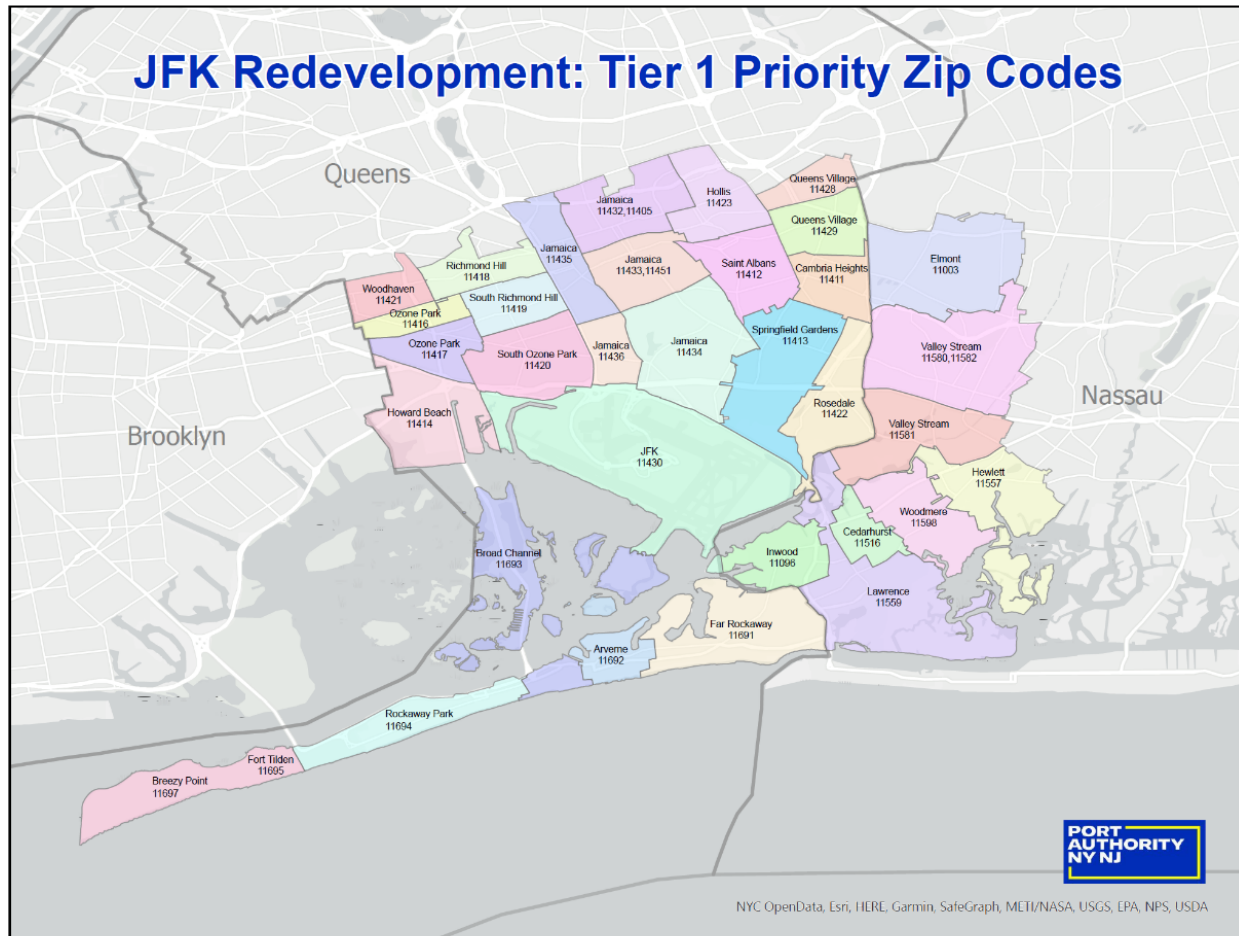 JFK Redevelopment: Tier 1 Priority Zip Codes
Queens
Queens Village
11428
Hollis
11423
Jamaica
11432,11405
Queens Village
11429
Jamaica
11435
Elmont
11003
Jamaica
11433,11451
Saint Albans
11412
Cambria Heights
11411
Richmond Hill
11418
Woodhaven
11421
South Richmond Hill
11419
Ozone Park
11416
Springfield Gardens
11413
Ozone Park
11417
South Ozone Park
11420
Jamaica
11436
Jamaica
11434
Valley Stream
11580,11582
Howard Beach
11414
Rosedale
11422
Nassau
Valley Stream
11581
Brooklyn
JFK
11430
Hewlett
11557
Woodmere
11598
Cedarhurst
11516
Broad Channel
11693
Inwood
11096
Lawrence
11559
Far Rockaway
11691
Arverne
11692
Rockaway Park
11694
Fort Tilden
11695
Breezy Point
11697
PORT
AUTHORITY
NY NJ
NYC OpenData, Esri, HERE, Garmin, SafeGraph, METI/NASA, USGS, EPA, NPS, USDA